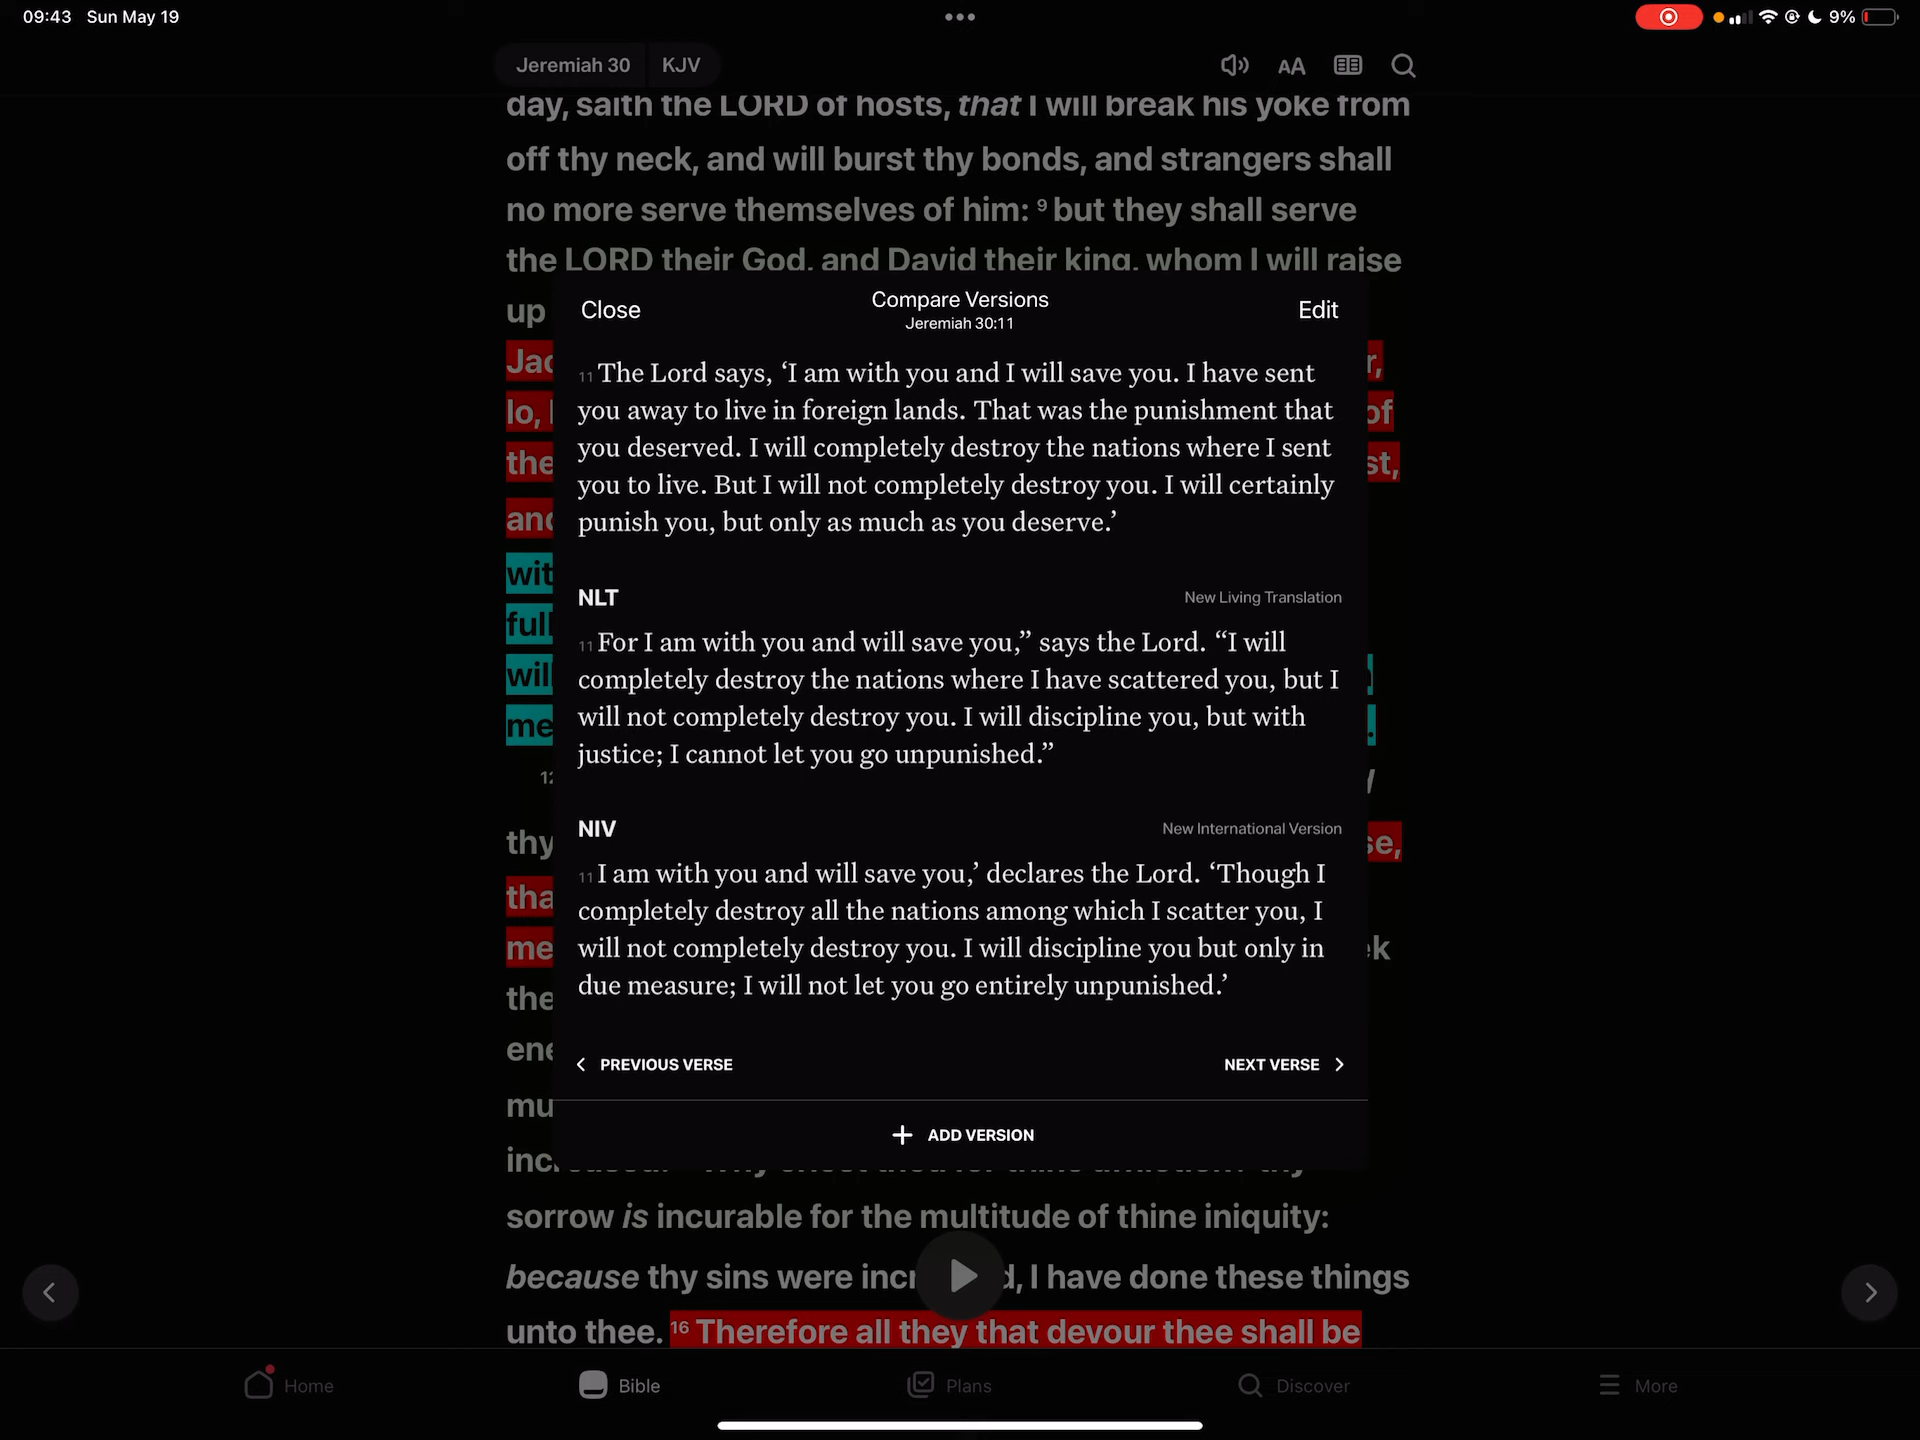 09:43 Sun May 19
9%
Jeremiah 30 KJV
AA
day, saith the LORD of hosts, that I will break his yoke from
off thy neck, and will burst thy bonds, and strangers shall
no more serve themselves of him: 9 but they shall serve
the LORD their God, and David their king, whom I will raise
up
Close
Compare Versions
Jeremiah 30:11
Edit
11 The Lord says, ‘I am with you and I will save you. I have sent
you away to live in foreign lands. That was the punishment that
you deserved. I will completely destroy the nations where I sent
you to live. But I will not completely destroy you. I will certainly
punish you, but only as much as you deserve.’
NLT New Living Translation
11 For I am with you and will save you,” says the Lord. “I will
completely destroy the nations where I have scattered you, but I
will not completely destroy you. I will discipline you, but with
justice; I cannot let you go unpunished.”
NIV New International Version
11 I am with you and will save you,’ declares the Lord. ‘Though I
completely destroy all the nations among which I scatter you, I
will not completely destroy you. I will discipline you but only in
due measure; I will not let you go entirely unpunished.’
PREVIOUS VERSE NEXT VERSE
ADD VERSION
lo, of
the
will
12
thy
the
sorrow is incurable for the multitude of thine iniquity:
because thy sins were I have done these things
unto thee. 16 Therefore all they that devour thee shall be
Home Bible Plans Discover More